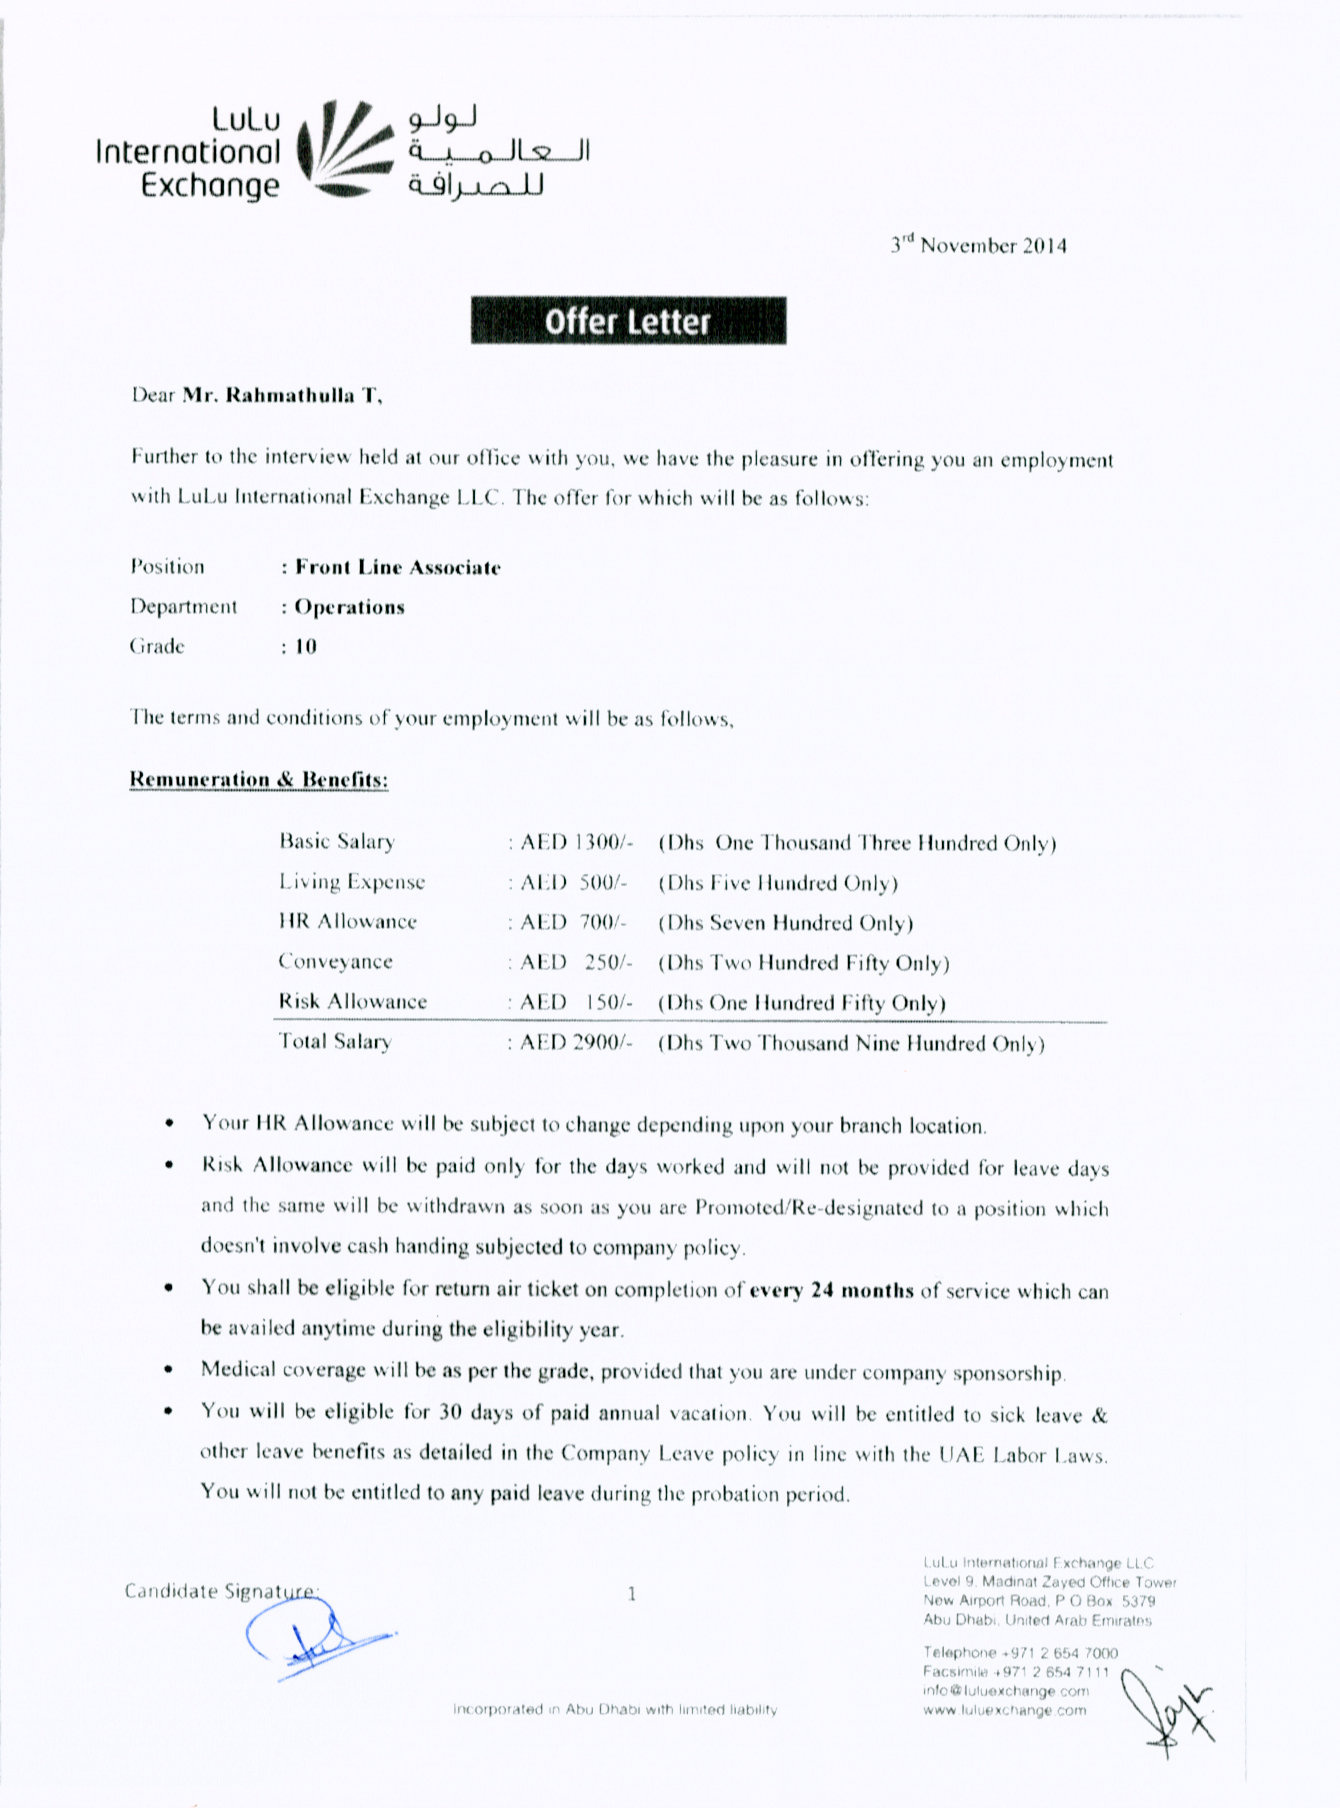 LuLu
International
Exchange
لولو
العالمية
للصرافة
3rd November 2014
Offer Letter
Dear Mr. Rahmathulla T,
Further to the interview held at our office with you, we have the pleasure in offering you an employment
with LuLu International Exchange LLC. The offer for which will be as follows:
Position : Front Line Associate
Department : Operations
Grade : 10
The terms and conditions of your employment will be as follows,
Remuneration & Benefits:
Basic Salary : AED 1300/- (Dhs One Thousand Three Hundred Only)
Living Expense : AED 500/- (Dhs Five Hundred Only)
HR Allowance : AED 700/- (Dhs Seven Hundred Only)
Conveyance : AED 250/- (Dhs Two Hundred Fifty Only)
Risk Allowance : AED 150/- (Dhs One Hundred Fifty Only)
Total Salary : AED 2900/- (Dhs Two Thousand Nine Hundred Only)
• Your HR Allowance will be subject to change depending upon your branch location.
• Risk Allowance will be paid only for the days worked and will not be provided for leave days
and the same will be withdrawn as soon as you are Promoted/Re-designated to a position which
doesn't involve cash handing subjected to company policy.
• You shall be eligible for return air ticket on completion of every 24 months of service which can
be availed anytime during the eligibility year.
• Medical coverage will be as per the grade, provided that you are under company sponsorship.
• You will be eligible for 30 days of paid annual vacation. You will be entitled to sick leave &
other leave benefits as detailed in the Company Leave policy in line with the UAE Labor Laws.
You will not be entitled to any paid leave during the probation period.
Candidate Signature:
1
LuLu International Exchange LLC
Level 9, Madinat Zayed Office Tower
New Airport Road, P O Box 5379
Abu Dhabi, United Arab Emirates
Telephone +971 2 654 7000
Facsimile +971 2 654 7111
info@luluexchange.com
www.luluexchange.com
Incorporated in Abu Dhabi with limited liability